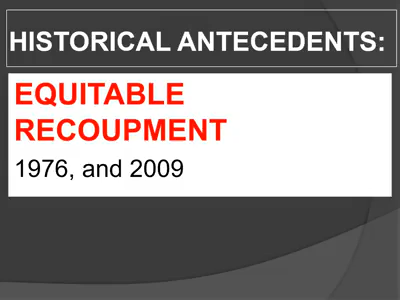 HISTORICAL ANTECEDENTS:
EQUITABLE
RECOUPMENT
1976, and 2009